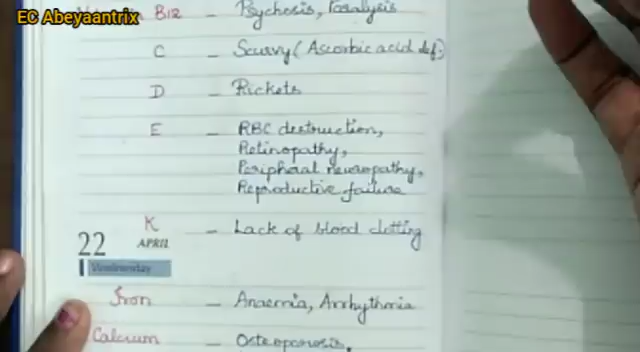 EC Abeyaantrix
B12 - Psychosis, Paralysis
C - Scurvy (Ascorbic acid def.)
D - Rickets
E - RBC destruction,
Retinopathy,
Peripheral neuropathy,
Reproductive failure
K - Lack of blood clotting
22 APRIL
Wednesday
Iron - Anaemia, Arrhythmia
Calcium - Osteoporosis,